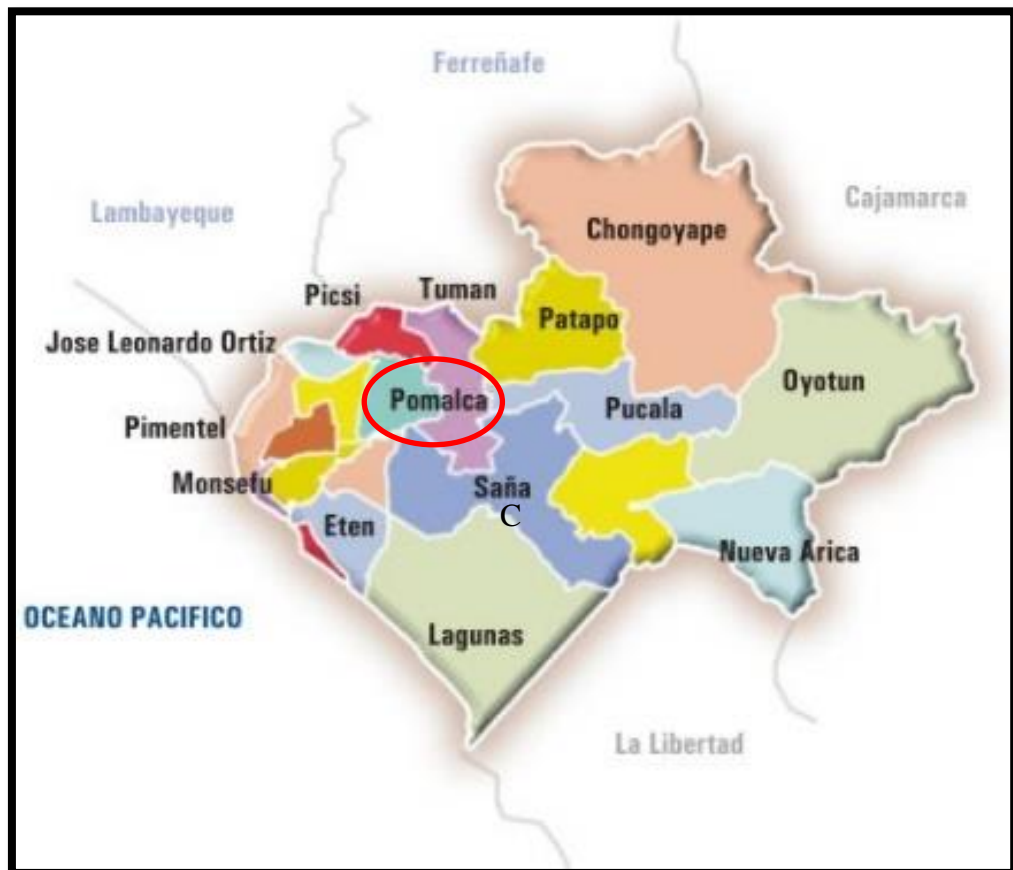 Ferreñafe
Cajamarca
Lambayeque
Chongoyape
Picsi
Tuman
Patapo
Jose Leonardo Ortiz
Oyotun
Pomalca
Pucala
Pimentel
Monsefu
Saña
C
Eten
Nueva Arica
OCEANO PACIFICO
Lagunas
La Libertad